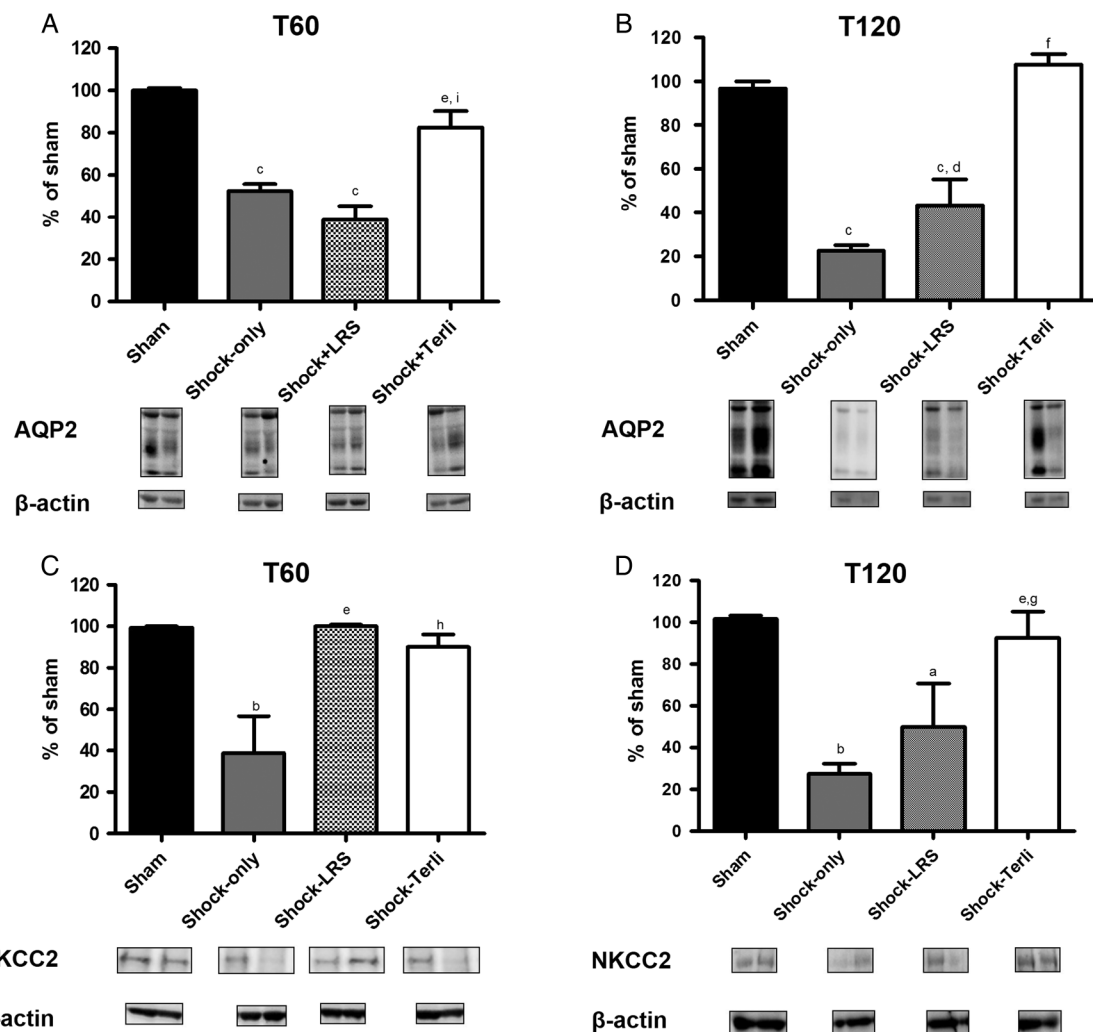 A
T60
120
100
80
60
40
20
0
% of sham
c
c
e, i
Sham
Shock-only
Shock+LRS
Shock+Terli
AQP2
β-actin
B
T120
120
100
80
60
40
20
0
% of sham
c
c, d
f
Sham
Shock-only
Shock-LRS
Shock-Terli
AQP2
β-actin
C
T60
120
100
80
60
40
20
0
% of sham
b
e
h
Sham
Shock-only
Shock-LRS
Shock-Terli
KCC2
-actin
D
T120
120
100
80
60
40
20
0
% of sham
b
a
e,g
Sham
Shock-only
Shock-LRS
Shock-Terli
NKCC2
β-actin